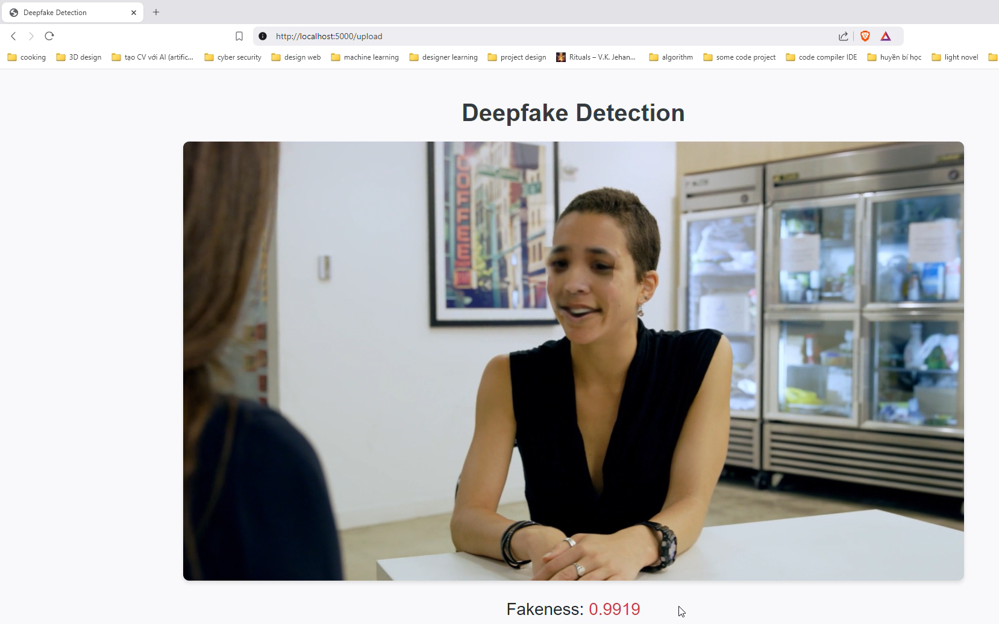 Deepfake Detection
http://localhost:5000/upload
cooking 3D design tạo CV với AI (artific... cyber security design web machine learning designer learning project design Rituals – V.K. Jehan... algorithm some code project code compiler IDE huyền bí học light novel
Deepfake Detection
COFFEE
Fakeness: 0.9919